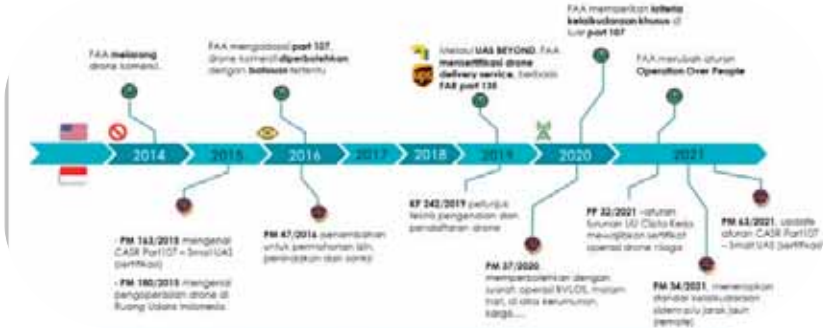 FAA melarang
drone komersil.
FAA mengadopsi part 107,
drone komersil diperbolehkan
dengan batasan tertentu
ups
Melalui UAS BEYOND, FAA
mensertifikasi drone
delivery service, berbasis
FAR part 135
FAA memberikan kriteria
kelaikudaraan khusus di
luar part 107
FAA merubah aturan
Operation Over People
2014
2015
2016
2017
2018
2019
2020
2021
- PM 163/2015 mengenai
CASR Part107 – Small UAS
(sertifikasi)
- PM 180/2015 mengenai
pengoperasian drone di
Ruang Udara Indonesia
PM 47/2016 penambahan
untuk permohonan izin,
penindakan dan sanksi
KP 242/2019 petunjuk
teknis pengendalian dan
pendaftaran drone
PM 37/2020
memperbolehkan dengan
syarat: operasi BVLOS, malam
hari, di atas kerumunan,
kargo....
PP 32/2021 -aturan
turunan UU Cipta Kerja
mewajibkan sertifikat
operasi drone niaga
PM 34/2021, menerapkan
standar kelaikudaraan
sistem p/u jarak jauh
(remote)
PM 63/2021, update
aturan CASR Part107
– Small UAS (sertifikasi)